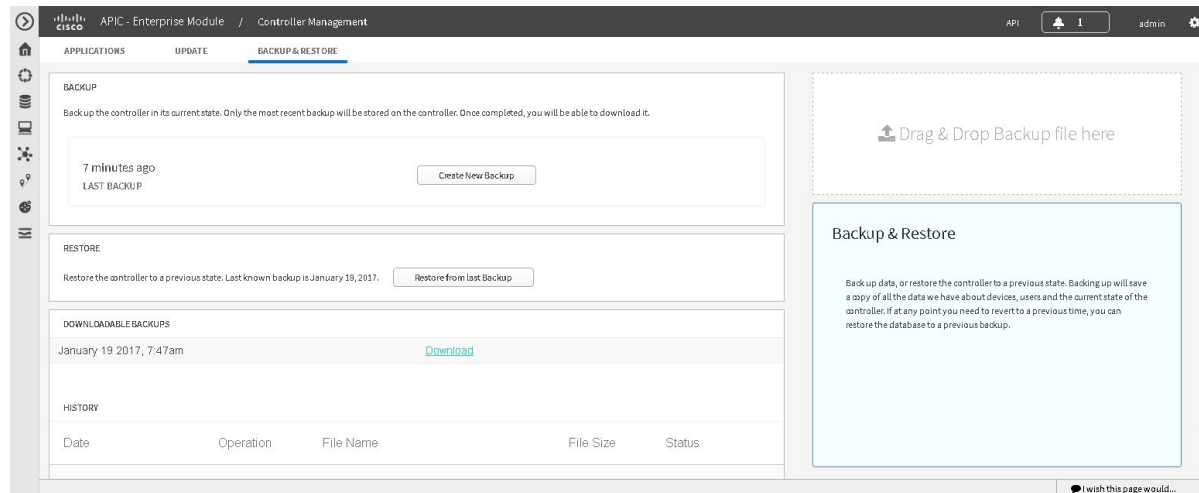 CISCO APIC - Enterprise Module / Controller Management API 1 admin
APPLICATIONS UPDATE BACKUP & RESTORE
BACKUP
Back up the controller in its current state. Only the most recent backup will be stored on the controller. Once completed, you will be able to download it.
7 minutes ago
LAST BACKUP
Create New Backup
RESTORE
Restore the controller to a previous state. Last known backup is January 19, 2017. Restore from last Backup
DOWNLOADABLE BACKUPS
January 19 2017, 7:47am Download
HISTORY
Date Operation File Name File Size Status
Drag & Drop Backup file here
Backup & Restore
Back up data, or restore the controller to a previous state. Backing up will save
a copy of all the data we have about devices, users and the current state of the
controller. If at any point you need to revert to a previous time, you can
restore the database to a previous backup.
I wish this page would...